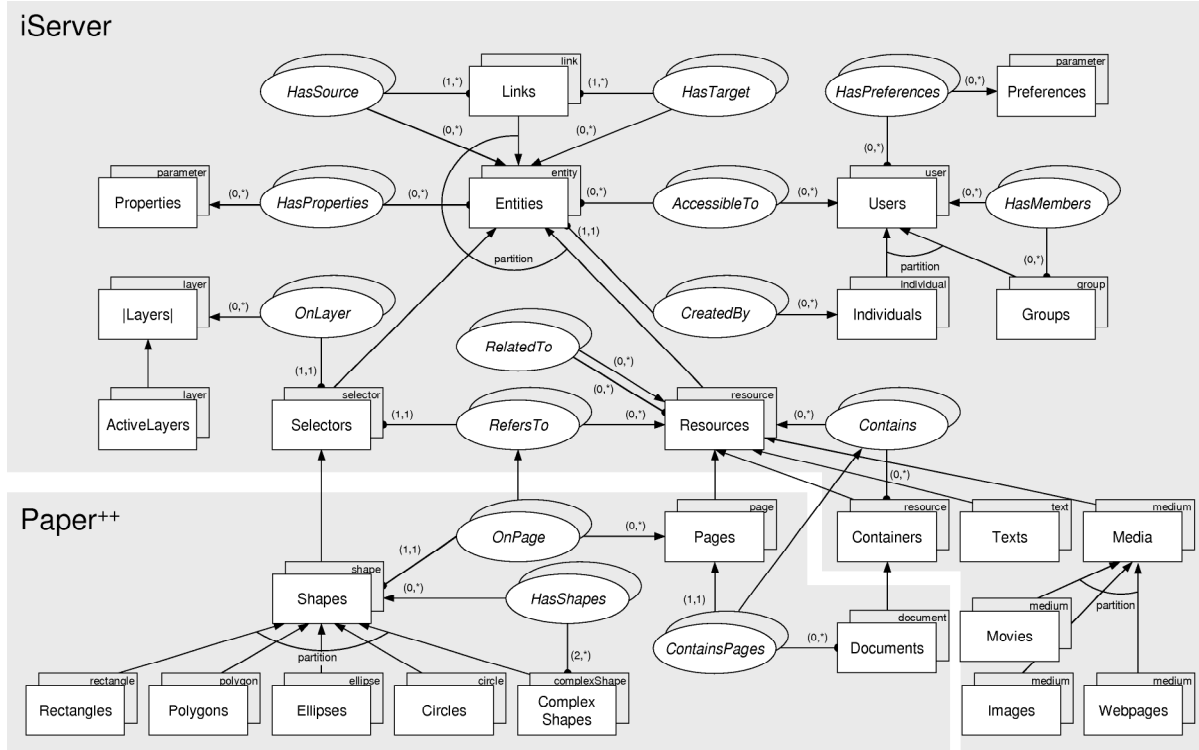 iServer
link
HasSource
(1,*)
Links
(1,*)
HasTarget
HasPreferences
(0,*)
parameter
Preferences
(0,*)
(0,*)
(0,*)
parameter
Properties
(0,*)
HasProperties
(0,*)
entity
Entities
(0,*)
AccessibleTo
(0,*)
user
Users
(0,*)
HasMembers
(1,1)
partition
partition
(0,*)
layer
|Layers|
(0,*)
OnLayer
CreatedBy
(0,*)
individual
Individuals
group
Groups
RelatedTo
(0,*)
(0,*)
(1,1)
layer
ActiveLayers
selector
Selectors
(1,1)
RefersTo
(0,*)
resource
Resources
(0,*)
Contains
(0,*)
Paper++
OnPage
(1,1)
(0,*)
page
Pages
resource
Containers
text
Texts
medium
Media
shape
Shapes
(0,*)
HasShapes
(1,1)
partition
medium
Movies
document
Documents
ContainsPages
(0,*)
partition
(2,*)
rectangle
Rectangles
polygon
Polygons
ellipse
Ellipses
circle
Circles
complexShape
Complex
Shapes
medium
Images
medium
Webpages